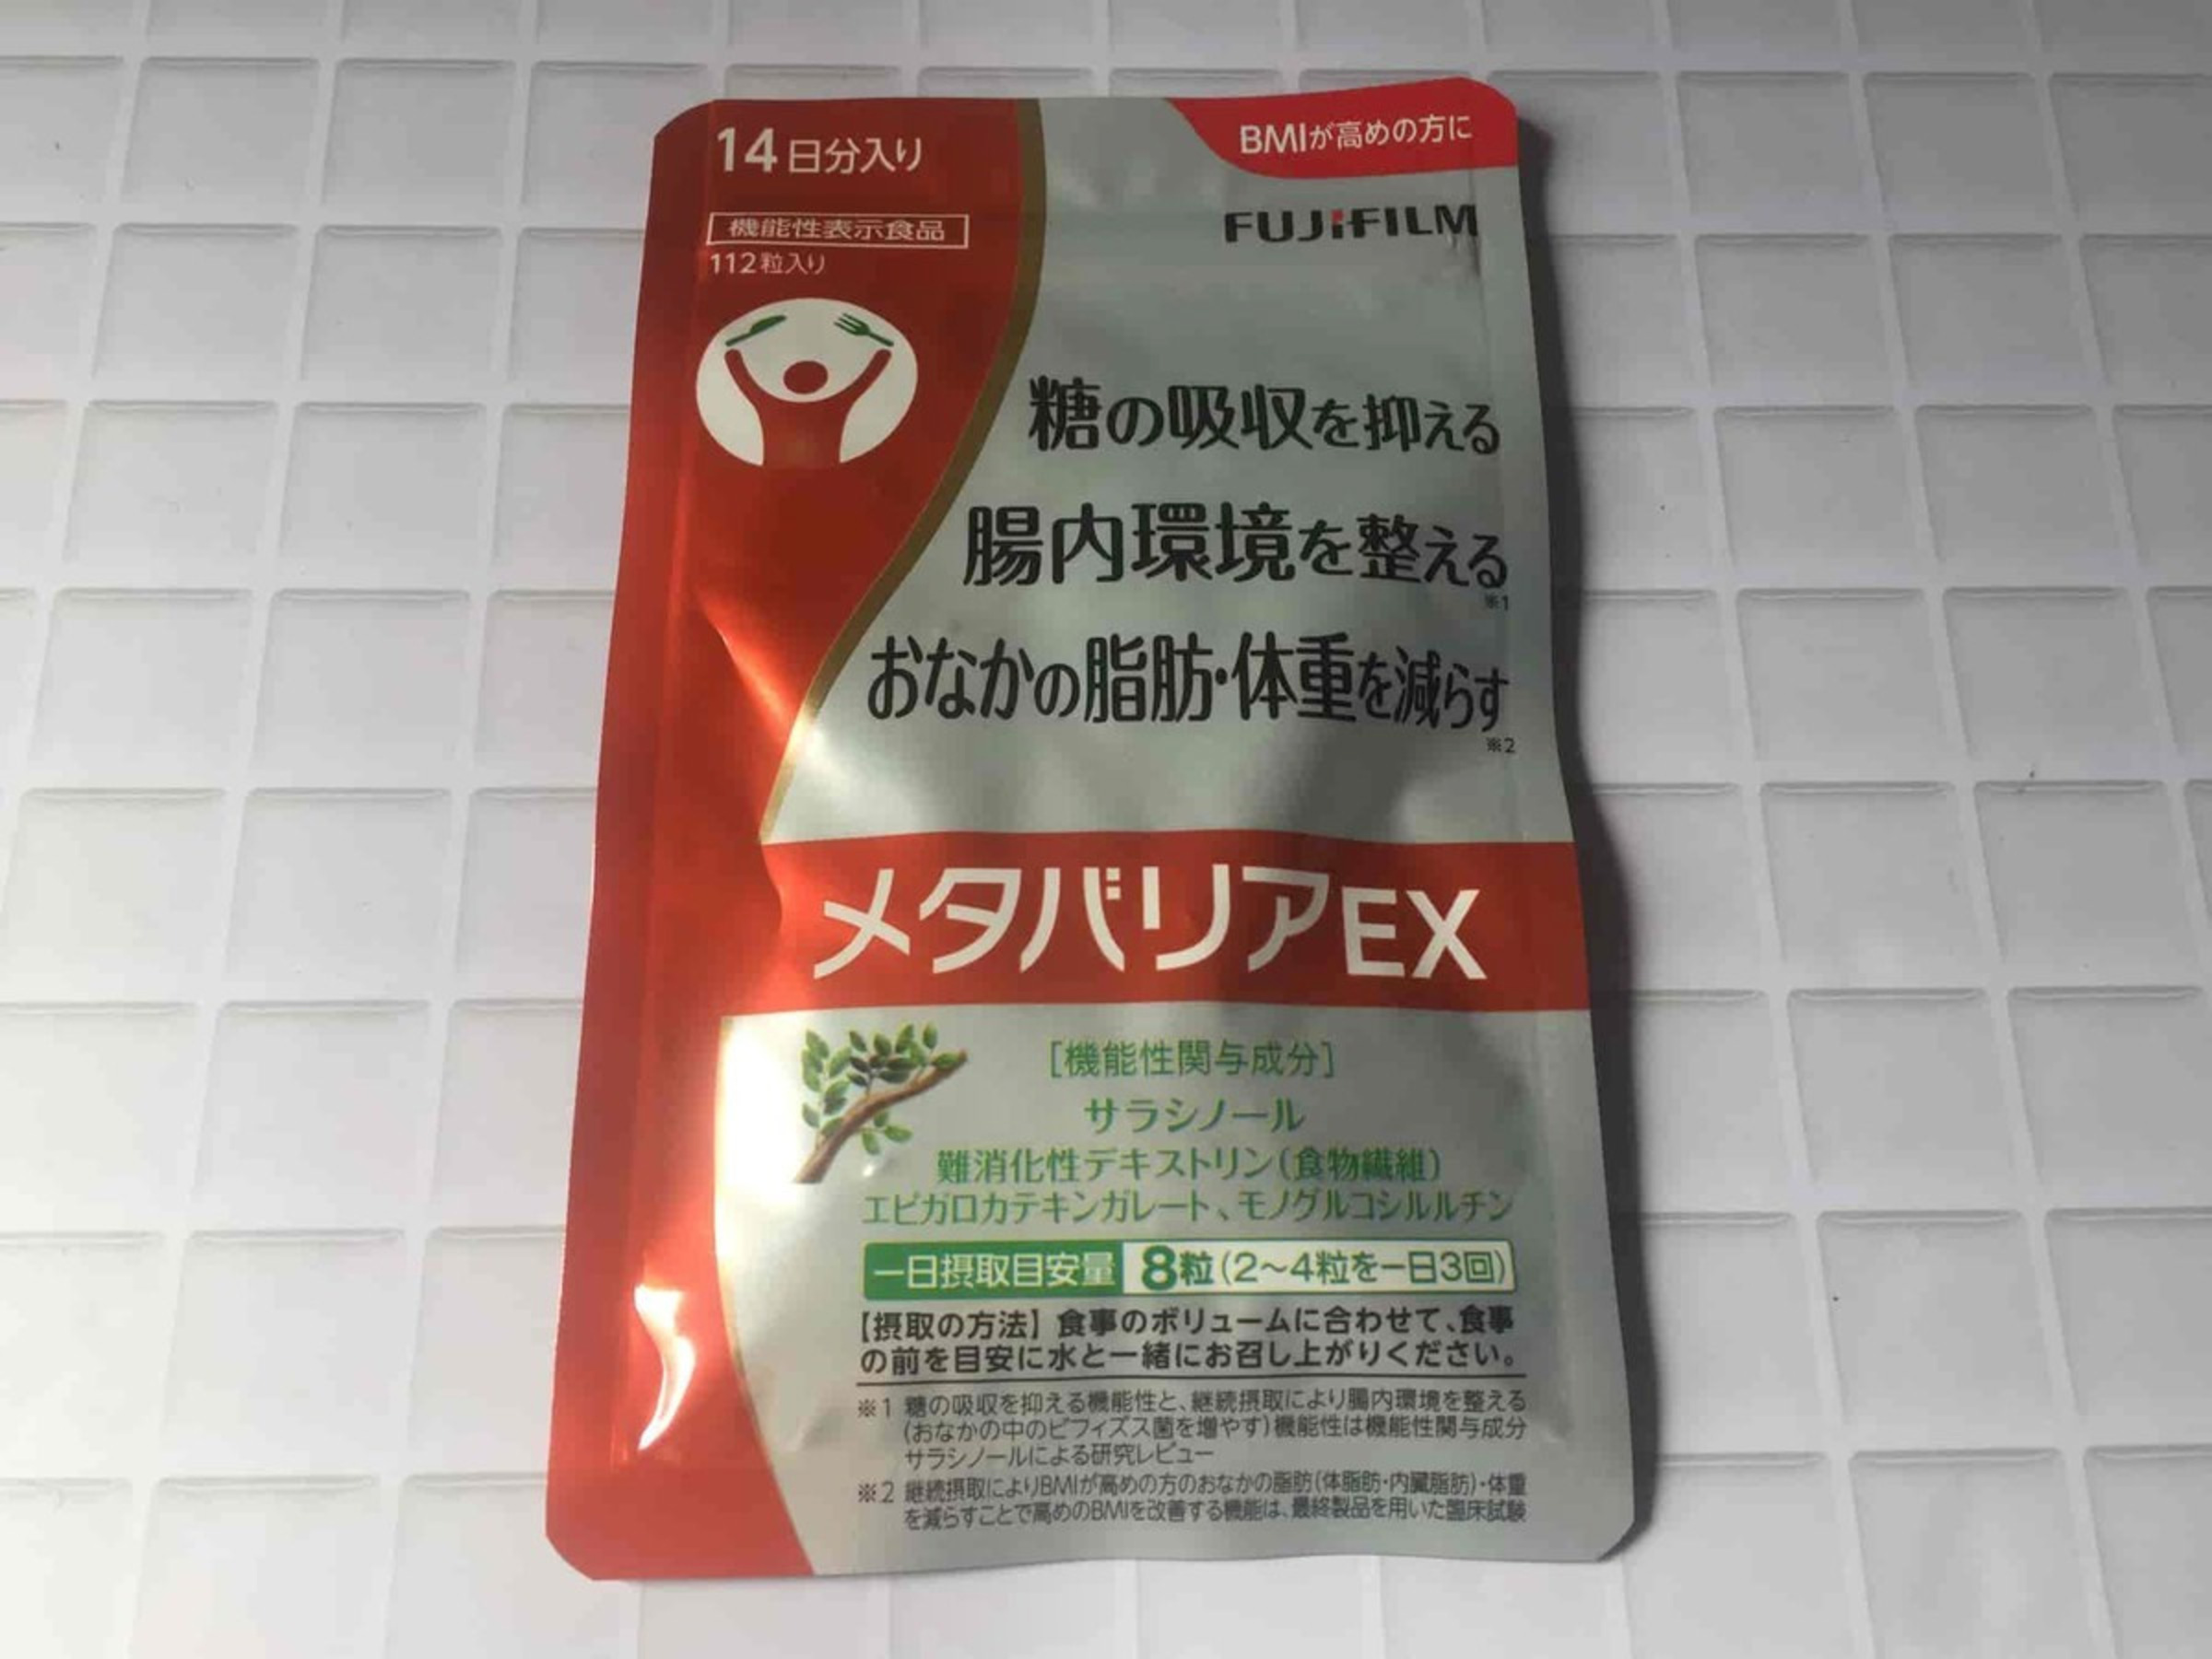 14日分入り
BMIが高めの方に
機能性表示食品
112粒入り
FUJIFILM
糖の吸収を抑える
腸内環境を整える
※1
おなかの脂肪・体重を減らす
※2
メタバリアEX
[機能性関与成分]
サラシノール
難消化性デキストリン(食物繊維)
エピガロカテキンガレート、モノグルコシルルチン
一日摂取目安量 8粒(2〜4粒を一日3回)
【摂取の方法】食事のボリュームに合わせて、食事
の前を目安に水と一緒にお召し上がりください。
※1 糖の吸収を抑える機能性と、継続摂取により腸内環境を整える
(おなかの中のビフィズス菌を増やす)機能性は機能性関与成分
サラシノールによる研究レビュー
※2 継続摂取によりBMIが高めの方のおなかの脂肪(体脂肪・内臓脂肪)・体重
を減らすことで高めのBMIを改善する機能は、最終製品を用いた臨床試験